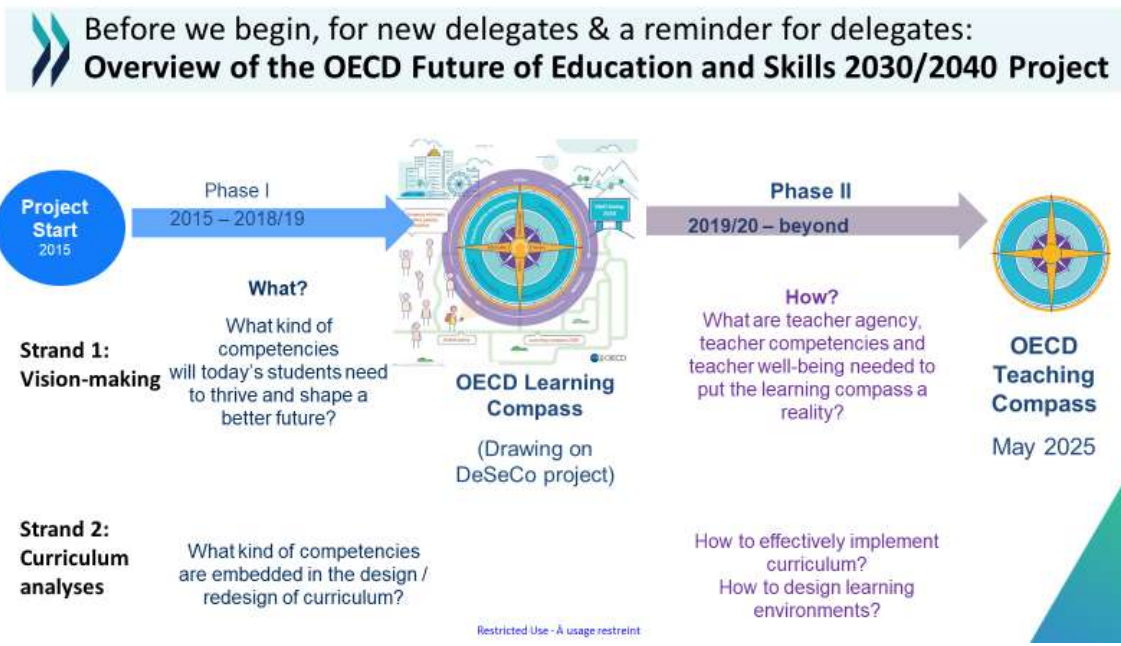 Before we begin, for new delegates & a reminder for delegates:
Overview of the OECD Future of Education and Skills 2030/2040 Project
Project
Start
2015
Phase I
2015 – 2018/19
Phase II
2019/20 – beyond
What?
What kind of
competencies
will today's students need
to thrive and shape a
better future?
Strand 1:
Vision-making
OECD
OECD Learning
Compass
(Drawing on
DeSeCo project)
How?
What are teacher agency,
teacher competencies and
teacher well-being needed to
put the learning compass a
reality?
OECD
Teaching
Compass
May 2025
Strand 2:
Curriculum
analyses
What kind of competencies
are embedded in the design /
redesign of curriculum?
How to effectively implement
curriculum?
How to design learning
environments?
Restricted Use - À usage restreint